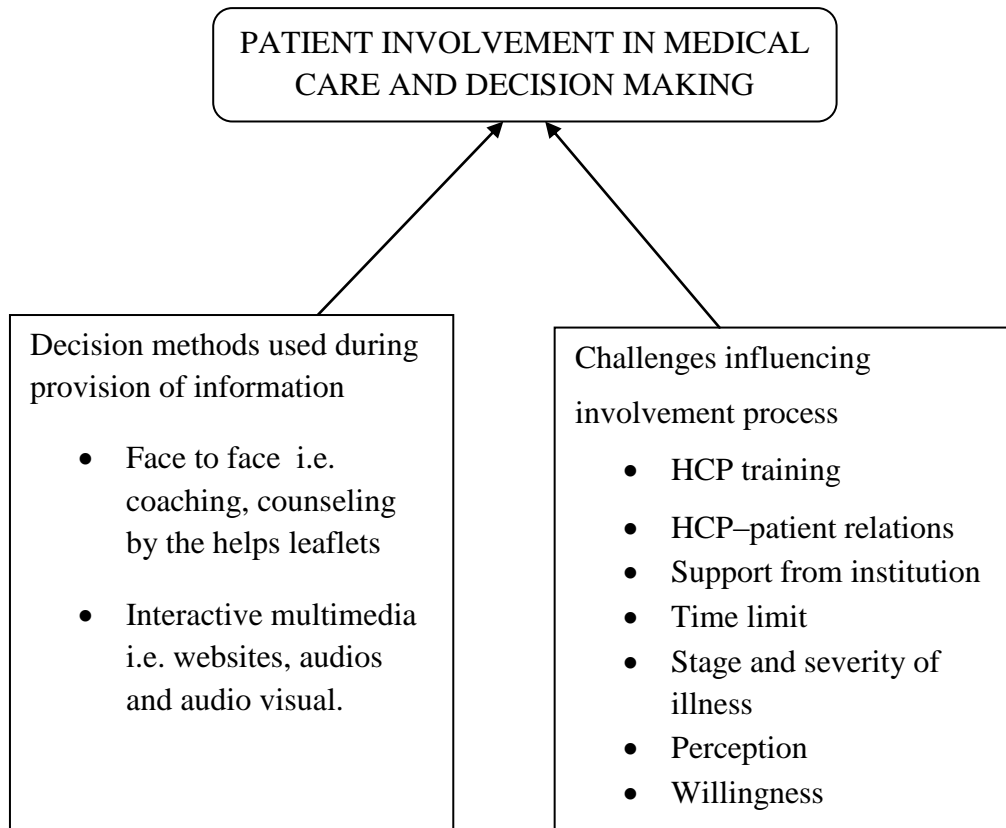 PATIENT INVOLVEMENT IN MEDICAL
CARE AND DECISION MAKING
Decision methods used during
provision of information
• Face to face i.e.
coaching, counseling
by the helps leaflets
• Interactive multimedia
i.e. websites, audios
and audio visual.
Challenges influencing
involvement process
• HCP training
• HCP–patient relations
• Support from institution
• Time limit
• Stage and severity of
illness
• Perception
• Willingness